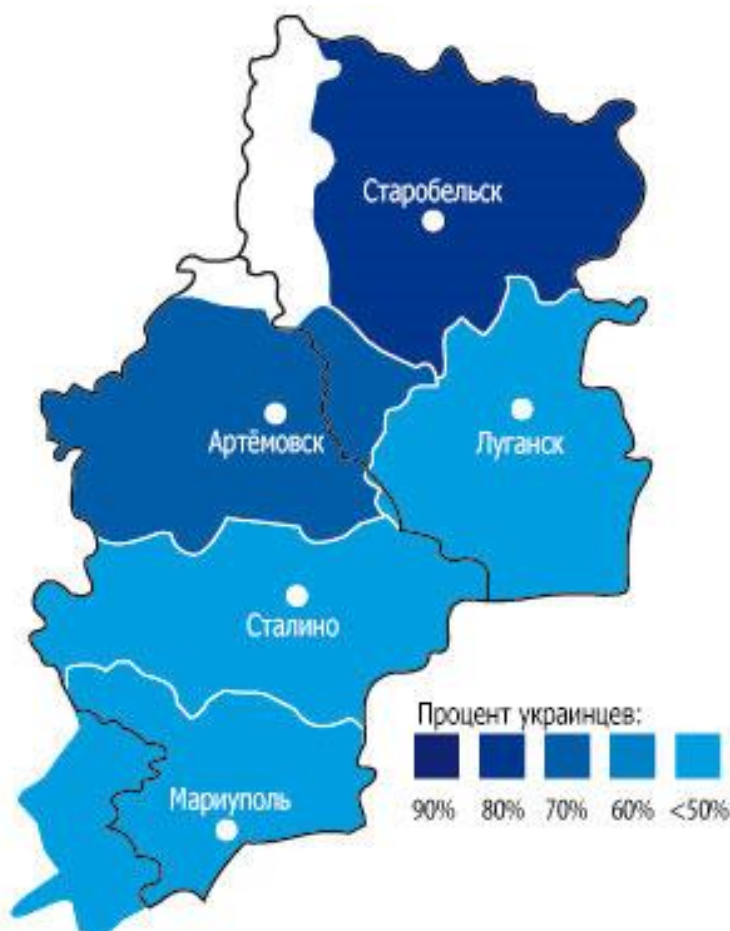 Старобельск
Артёмовск
Луганск
Сталино
Мариуполь
Процент украинцев:
90% 80% 70% 60% <50%